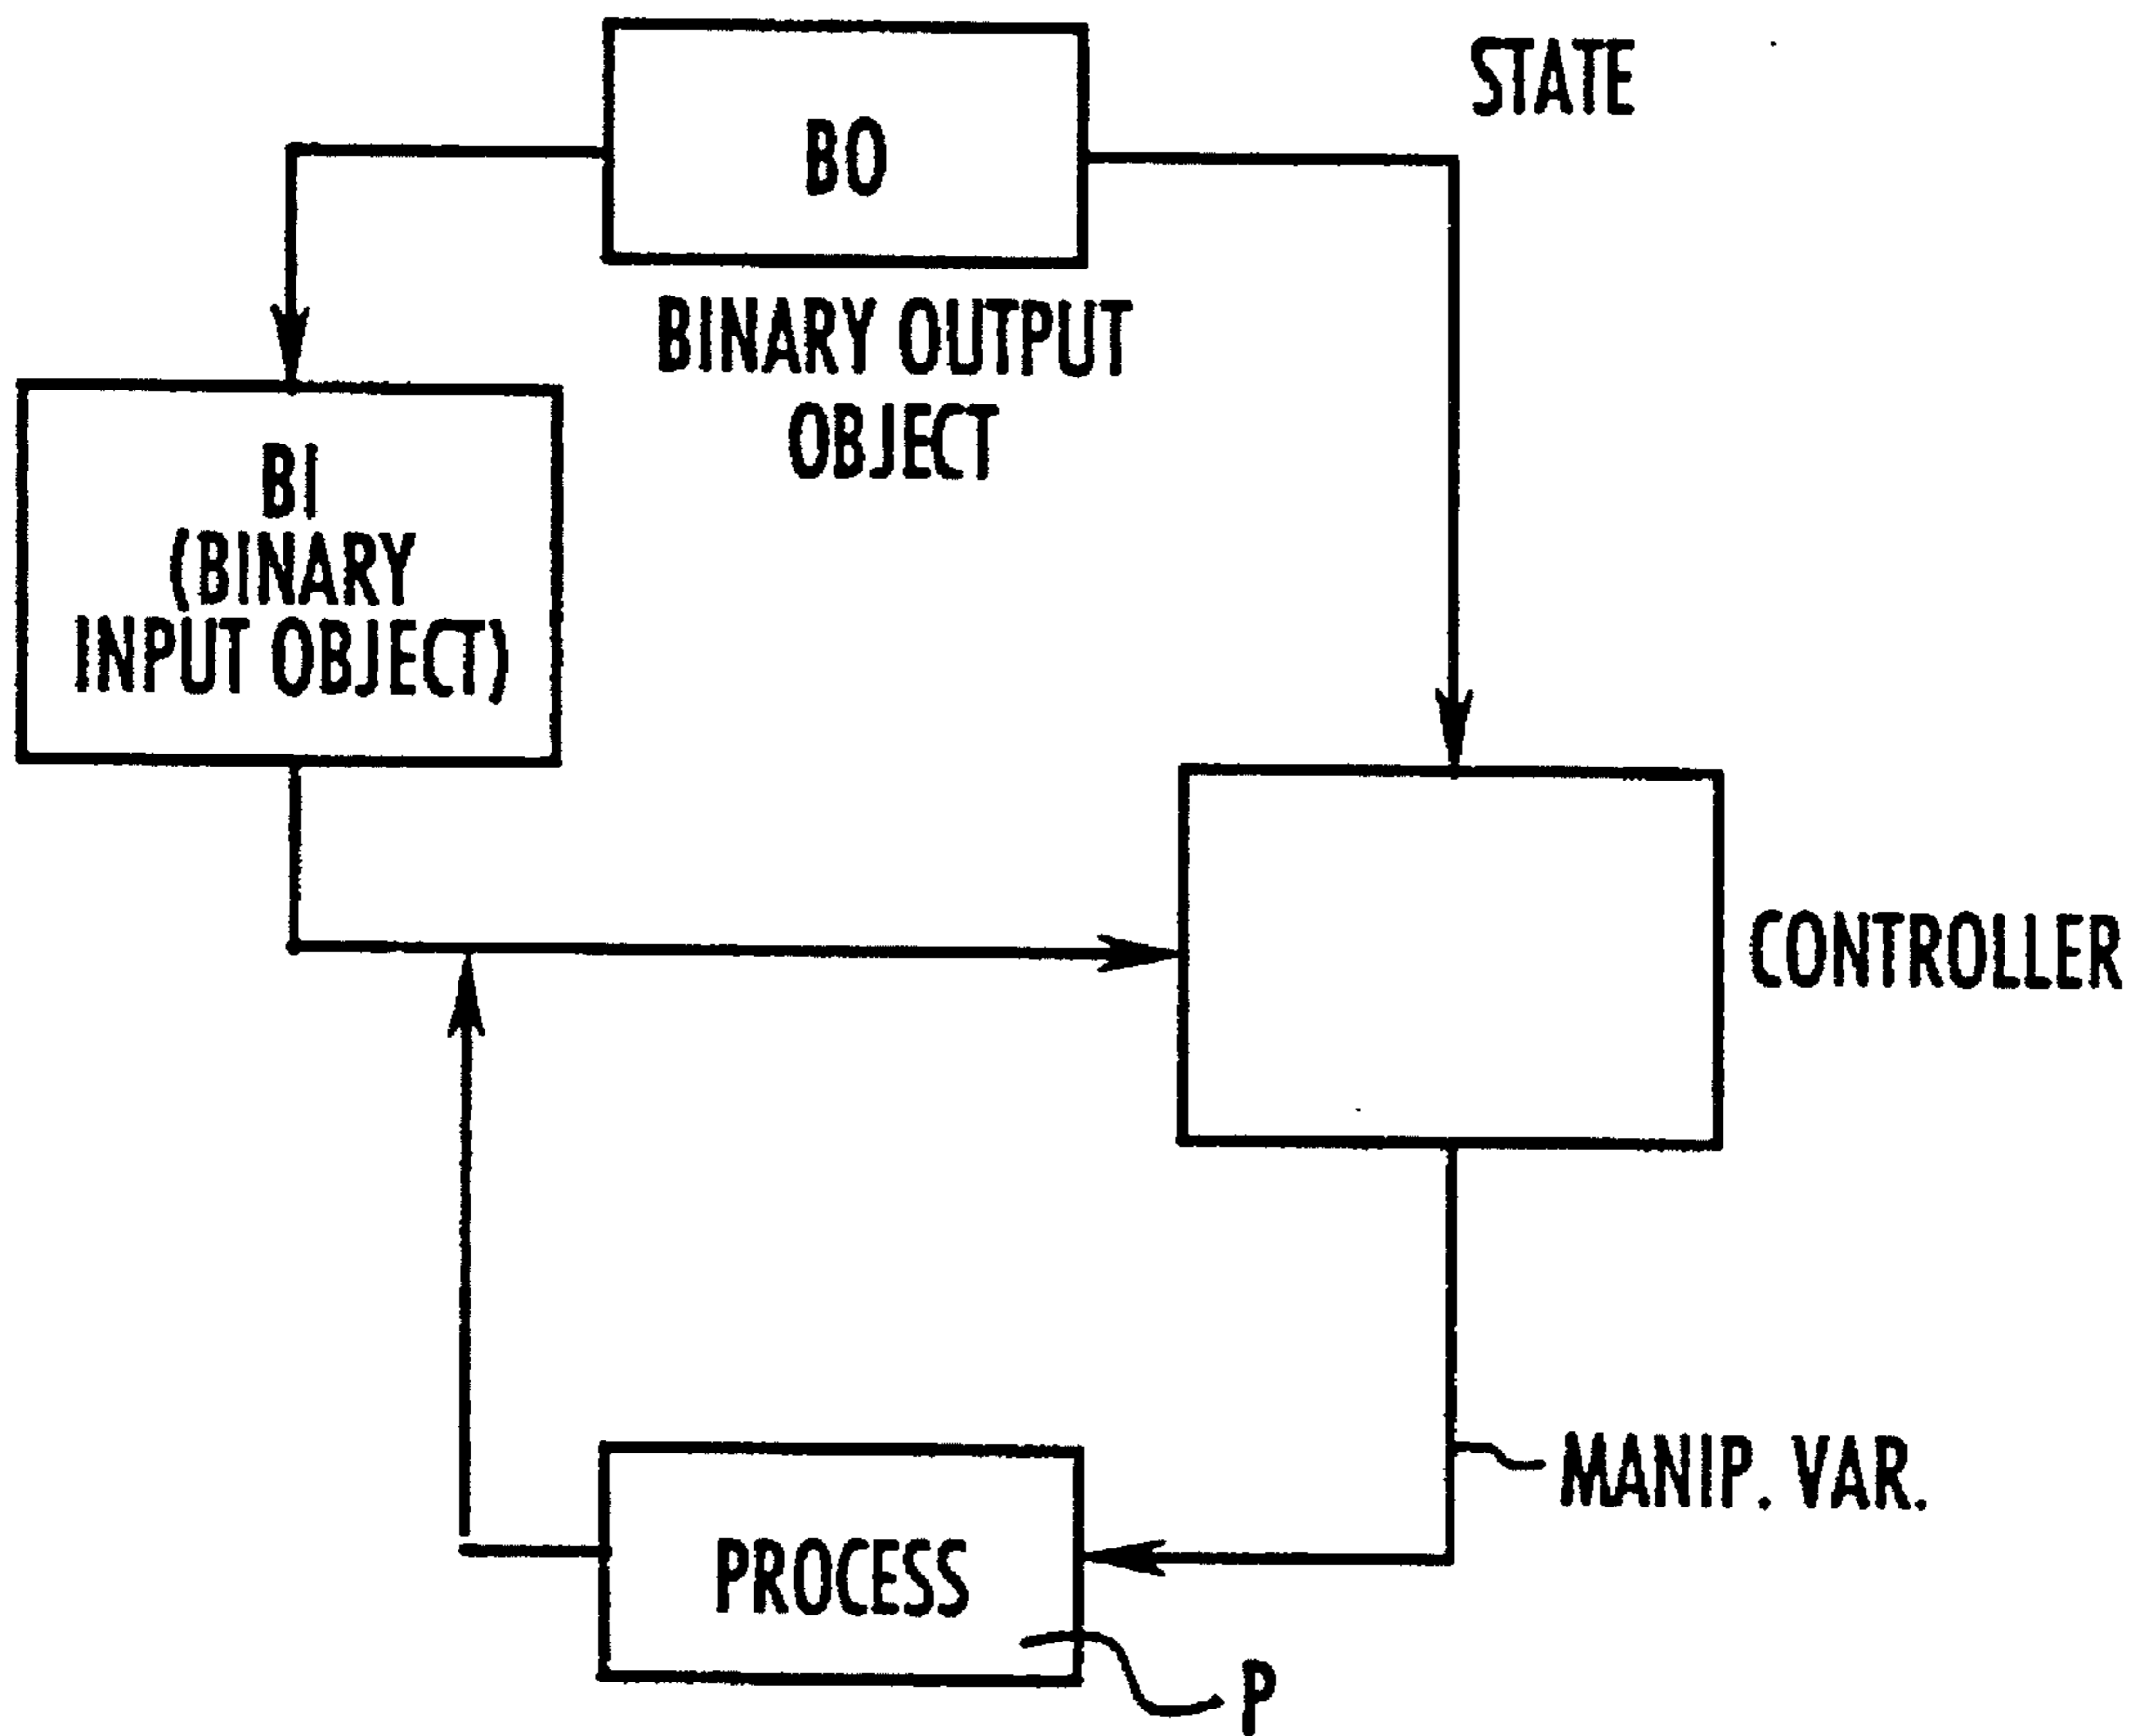 STATE
BO
BINARY OUTPUT
OBJECT
BI
(BINARY
INPUT OBJECT)
CONTROLLER
MANIP. VAR.
PROCESS
P